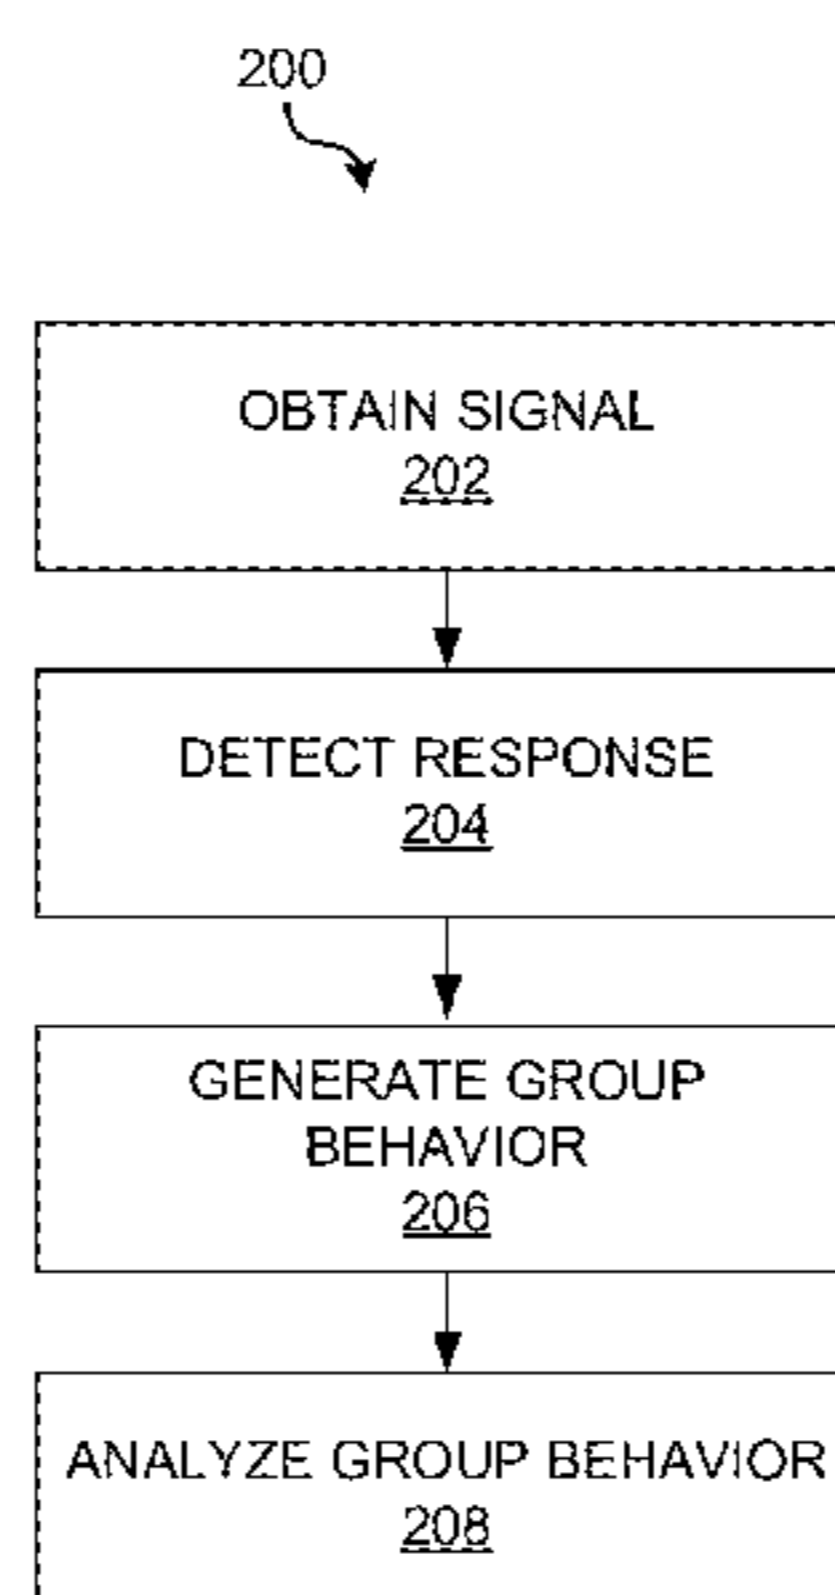 200
OBTAIN SIGNAL
202
DETECT RESPONSE
204
GENERATE GROUP
BEHAVIOR
206
ANALYZE GROUP BEHAVIOR
208